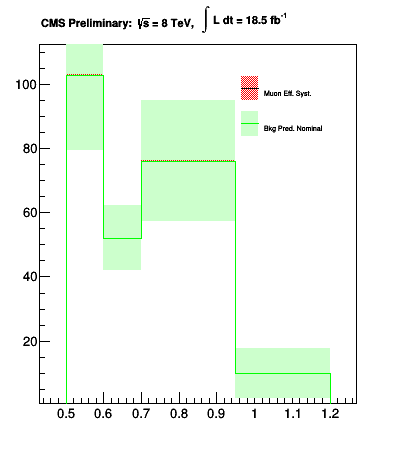 CMS Preliminary: √s = 8 TeV, ∫ L dt = 18.5 fb⁻¹
Muon Eff. Syst.
Bkg Pred. Nominal
100
80
60
40
20
0.5 0.6 0.7 0.8 0.9 1 1.1 1.2